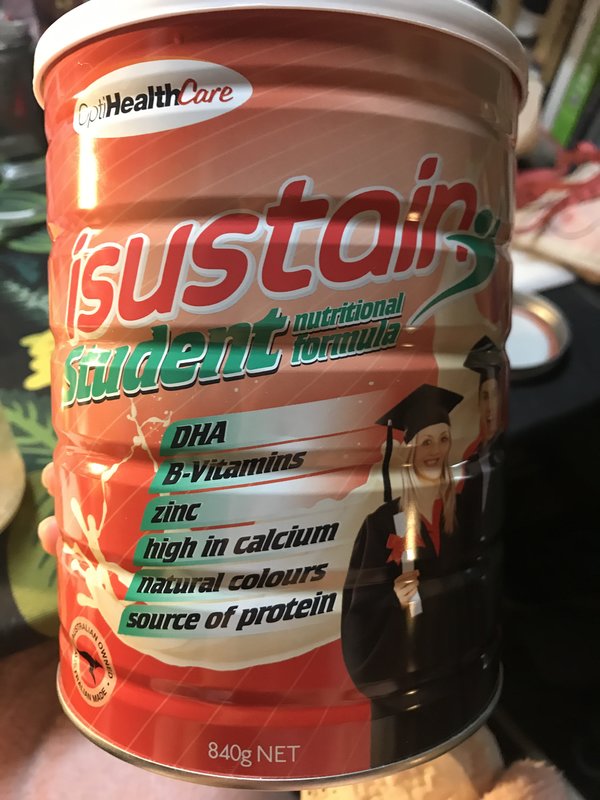 OptiHealthCare
isustain
student nutritional formula
DHA
B-Vitamins
zinc
high in calcium
natural colours
source of protein
AUSTRALIAN OWNED
MADE
840g NET